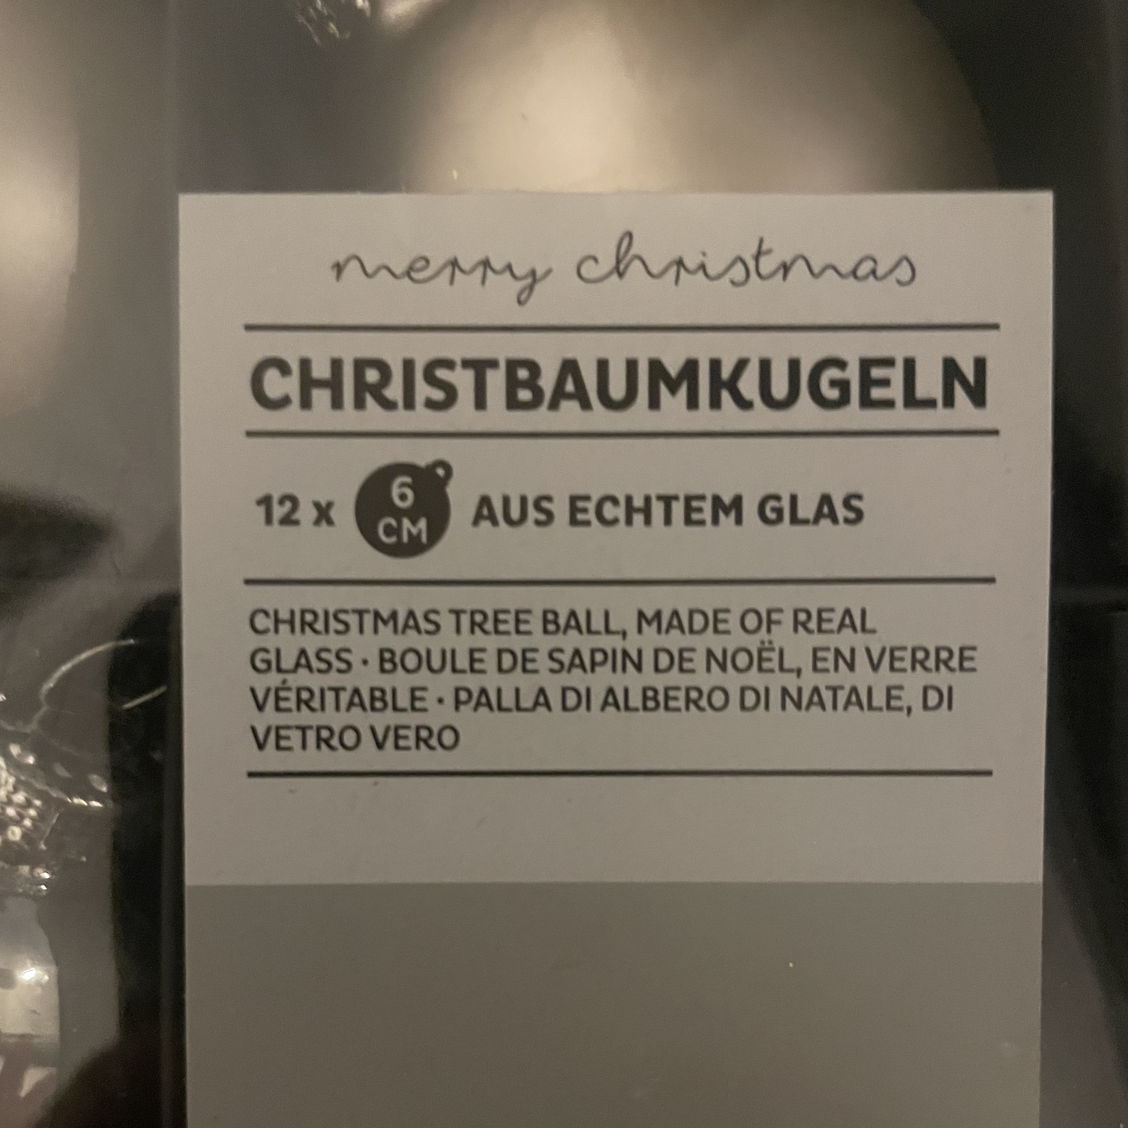 merry christmas
CHRISTBAUMKUGELN
12 x 6 CM AUS ECHTEM GLAS
CHRISTMAS TREE BALL, MADE OF REAL
GLASS · BOULE DE SAPIN DE NOËL, EN VERRE
VÉRITABLE · PALLA DI ALBERO DI NATALE, DI
VETRO VERO